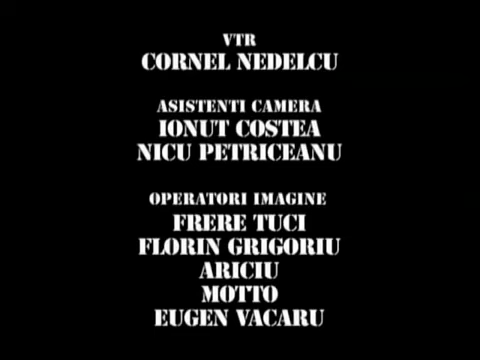 VTR
CORNEL NEDELCU
ASISTENTI CAMERA
IONUT COSTEA
NICU PETRICEANU
OPERATORI IMAGINE
FRERE TUCI
FLORIN GRIGORIU
ARICIU
MOTTO
EUGEN VACARU